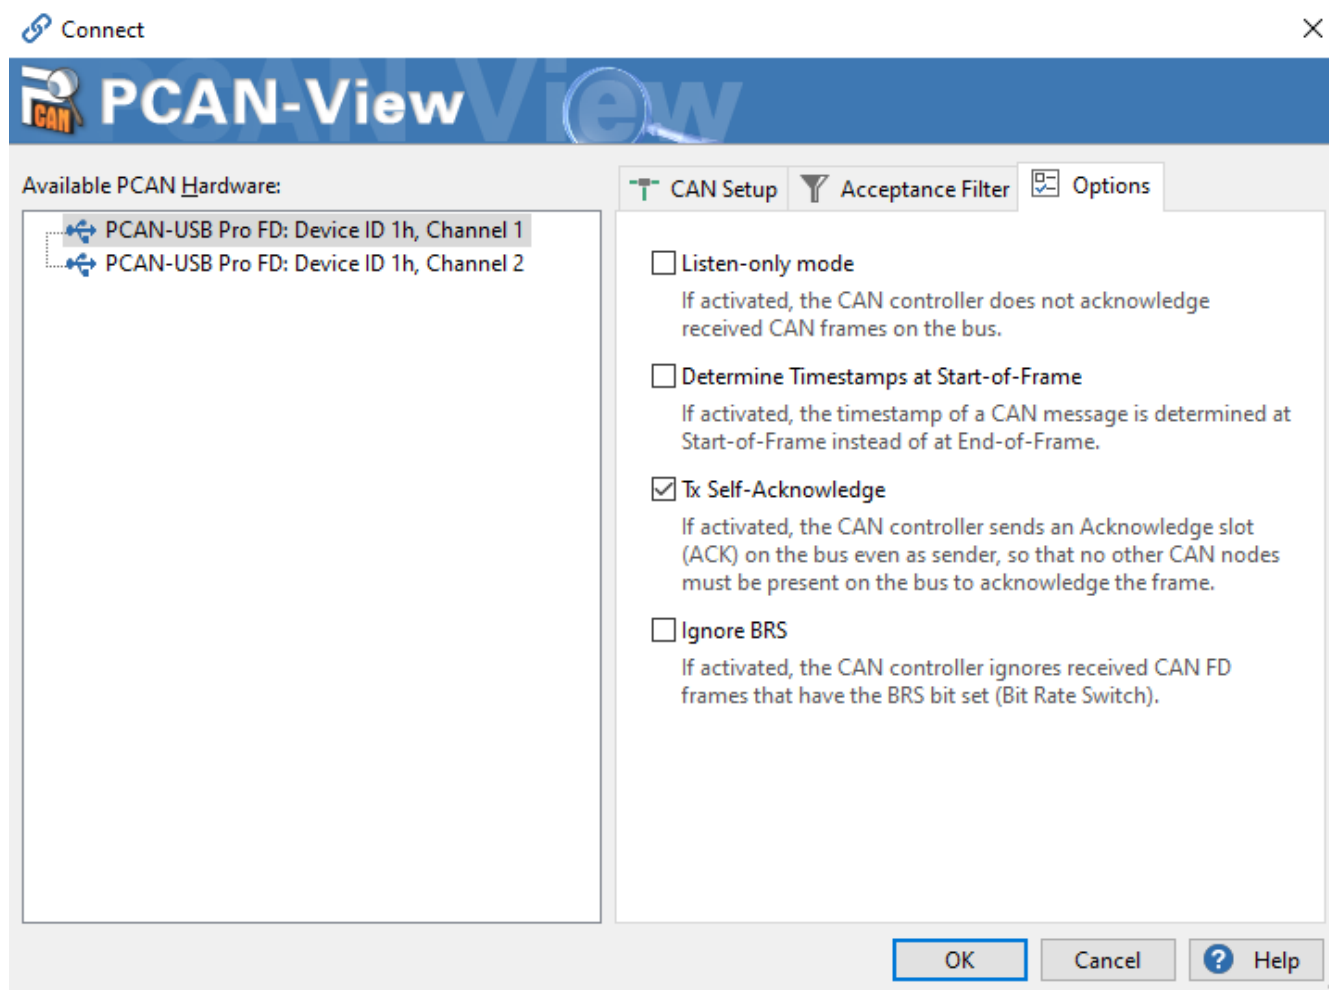 Connect
PCAN-View
CAN
Available PCAN Hardware:
PCAN-USB Pro FD: Device ID 1h, Channel 1
PCAN-USB Pro FD: Device ID 1h, Channel 2
CAN Setup
Acceptance Filter
Options
Listen-only mode
If activated, the CAN controller does not acknowledge
received CAN frames on the bus.
Determine Timestamps at Start-of-Frame
If activated, the timestamp of a CAN message is determined at
Start-of-Frame instead of at End-of-Frame.
Tx Self-Acknowledge
If activated, the CAN controller sends an Acknowledge slot
(ACK) on the bus even as sender, so that no other CAN nodes
must be present on the bus to acknowledge the frame.
Ignore BRS
If activated, the CAN controller ignores received CAN FD
frames that have the BRS bit set (Bit Rate Switch).
OK
Cancel
Help